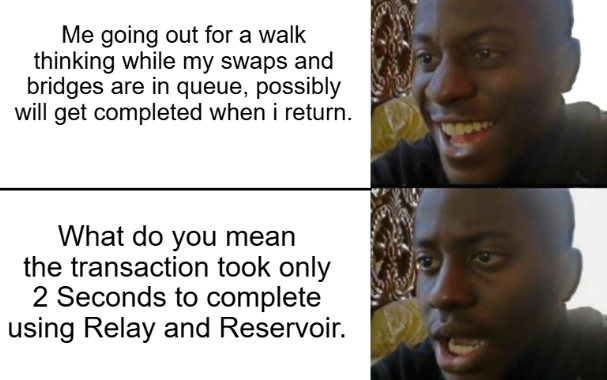 Me going out for a walk
thinking while my swaps and
bridges are in queue, possibly
will get completed when i return.
What do you mean
the transaction took only
2 Seconds to complete
using Relay and Reservoir.